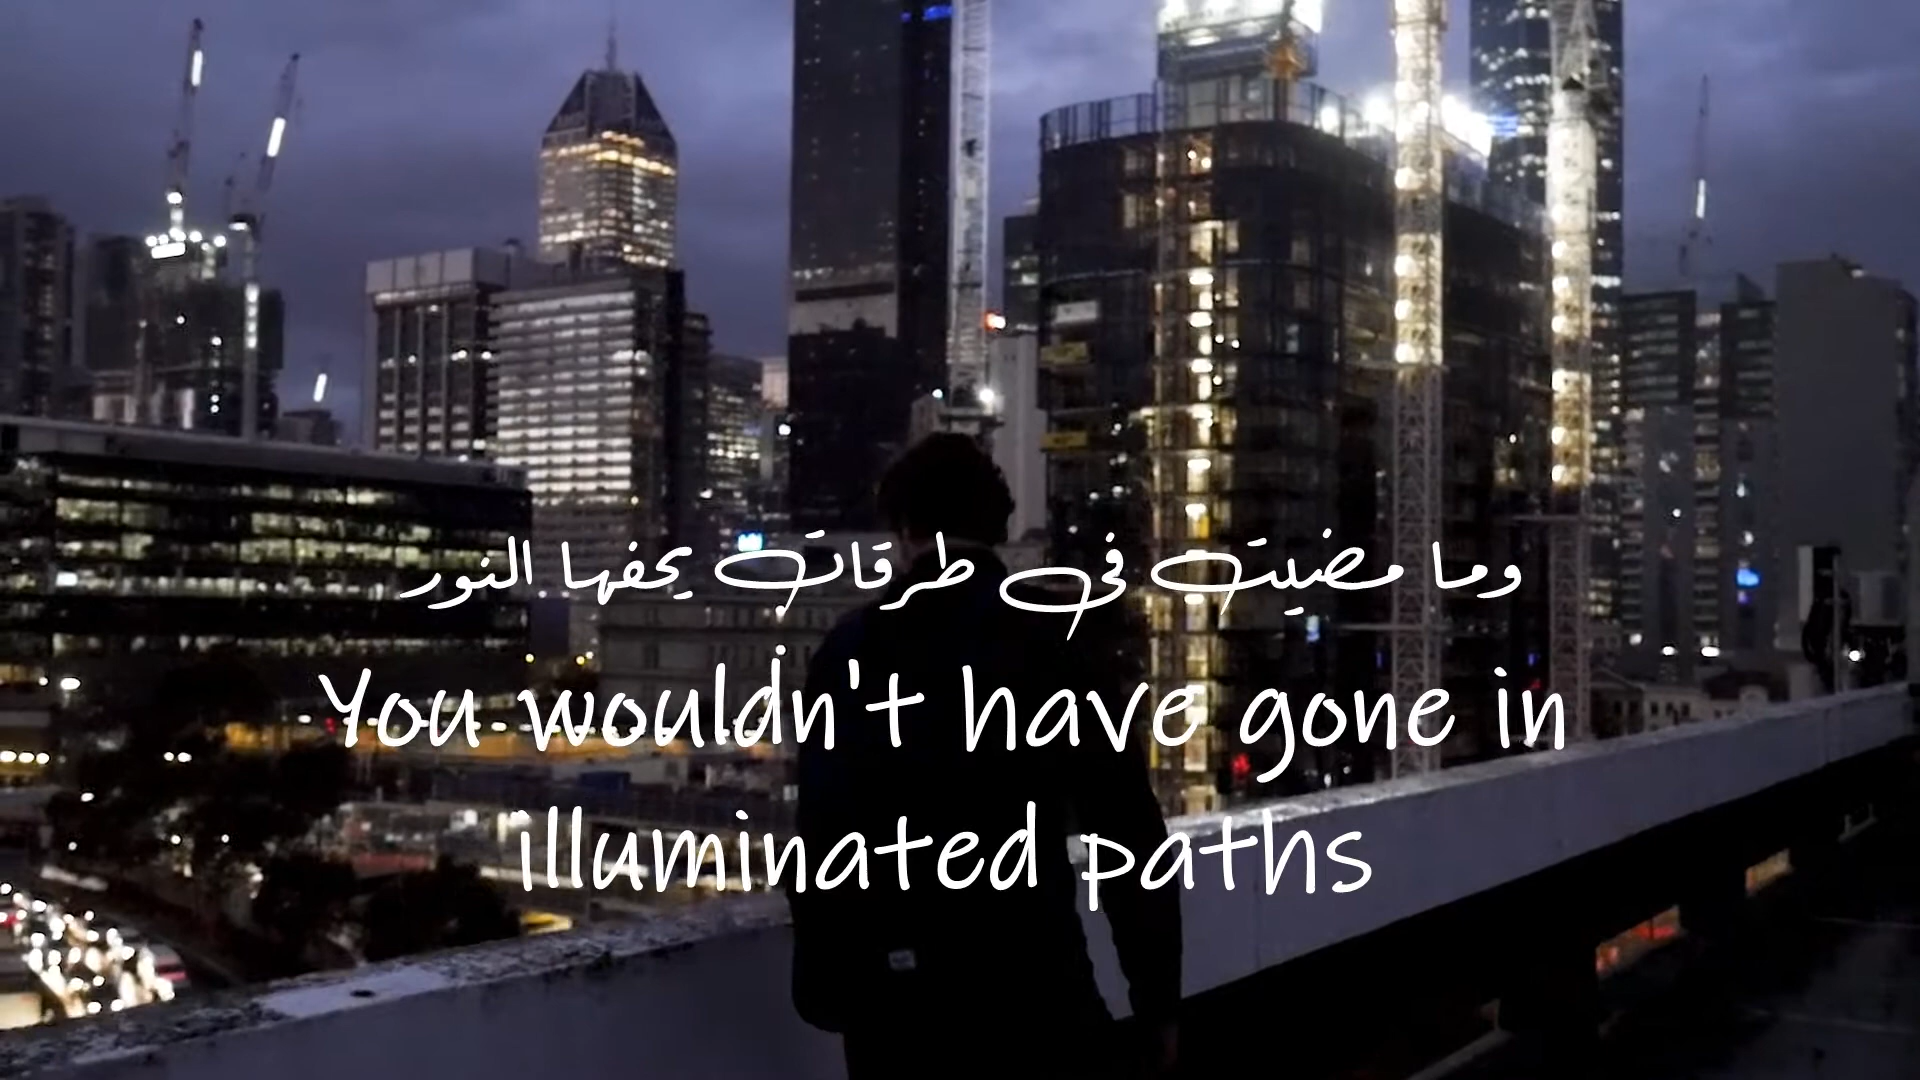 وما مضيت في طرقات يحفها النور
You wouldn't have gone in
illuminated paths